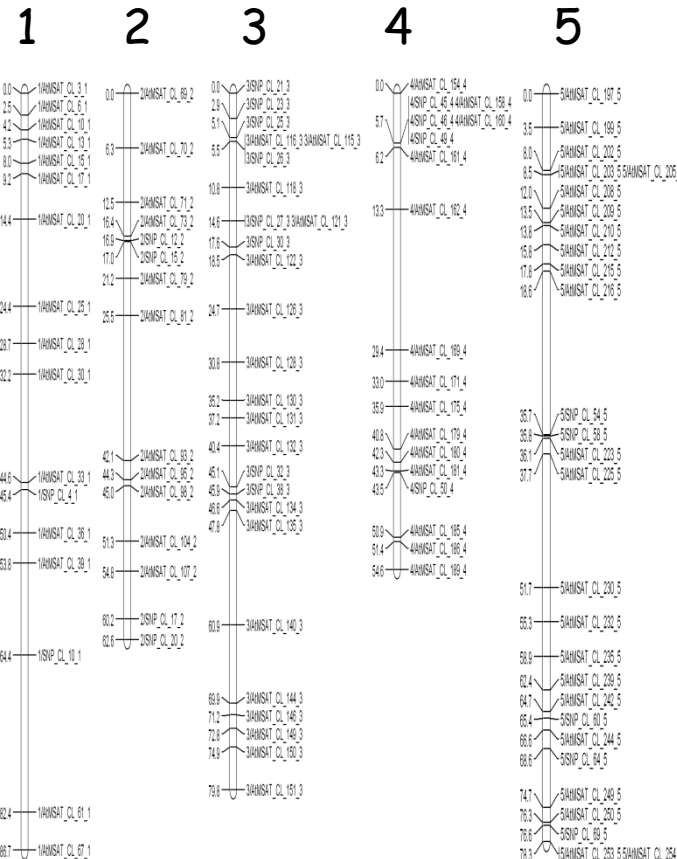 1 2 3 4 5
0.0 1/AtMSAT_CL_3_1
2.5 1/AtMSAT_CL_6_1
4.2 1/AtMSAT_CL_10_1
5.3 1/AtMSAT_CL_13_1
8.0 1/AtMSAT_CL_15_1
9.2 1/AtMSAT_CL_17_1
14.4 1/AtMSAT_CL_20_1
24.4 1/AtMSAT_CL_25_1
28.7 1/AtMSAT_CL_28_1
32.2 1/AtMSAT_CL_30_1
44.6 1/AtMSAT_CL_33_1
45.4 1/SNP_CL_4_1
50.4 1/AtMSAT_CL_36_1
53.8 1/AtMSAT_CL_39_1
64.4 1/SNP_CL_10_1
82.4 1/AtMSAT_CL_61_1
86.7 1/AtMSAT_CL_67_1
0.0 2/AtMSAT_CL_69_2
6.3 2/AtMSAT_CL_70_2
12.5 2/AtMSAT_CL_71_2
16.4 2/AtMSAT_CL_73_2
16.9 2/SNP_CL_12_2
17.0 2/SNP_CL_15_2
21.2 2/AtMSAT_CL_79_2
25.5 2/AtMSAT_CL_81_2
42.1 2/AtMSAT_CL_93_2
44.3 2/AtMSAT_CL_95_2
45.0 2/AtMSAT_CL_98_2
51.3 2/AtMSAT_CL_104_2
54.8 2/AtMSAT_CL_107_2
60.2 2/SNP_CL_17_2
62.6 2/SNP_CL_20_2
0.0 3/SNP_CL_21_3
2.9 3/SNP_CL_23_3
5.1 3/SNP_CL_25_3
5.5 3/AtMSAT_CL_116_3 3/AtMSAT_CL_115_3
3/SNP_CL_26_3
10.8 3/AtMSAT_CL_118_3
14.6 3/SNP_CL_27_3 3/AtMSAT_CL_121_3
17.6 3/SNP_CL_30_3
18.5 3/AtMSAT_CL_122_3
24.7 3/AtMSAT_CL_126_3
30.8 3/AtMSAT_CL_128_3
35.2 3/AtMSAT_CL_130_3
37.2 3/AtMSAT_CL_131_3
40.4 3/AtMSAT_CL_132_3
45.1 3/SNP_CL_32_3
45.9 3/SNP_CL_38_3
46.6 3/AtMSAT_CL_134_3
47.8 3/AtMSAT_CL_135_3
60.9 3/AtMSAT_CL_140_3
69.9 3/AtMSAT_CL_144_3
71.2 3/AtMSAT_CL_146_3
72.8 3/AtMSAT_CL_149_3
74.9 3/AtMSAT_CL_150_3
79.8 3/AtMSAT_CL_151_3
0.0 4/AtMSAT_CL_154_4
4/SNP_CL_45_4 4/AtMSAT_CL_158_4
5.7 4/SNP_CL_46_4 4/AtMSAT_CL_160_4
4/SNP_CL_49_4
6.2 4/AtMSAT_CL_161_4
13.3 4/AtMSAT_CL_162_4
29.4 4/AtMSAT_CL_169_4
33.0 4/AtMSAT_CL_171_4
35.9 4/AtMSAT_CL_175_4
40.8 4/AtMSAT_CL_179_4
42.3 4/AtMSAT_CL_180_4
43.3 4/AtMSAT_CL_181_4
43.5 4/SNP_CL_50_4
50.9 4/AtMSAT_CL_185_4
51.4 4/AtMSAT_CL_186_4
54.6 4/AtMSAT_CL_189_4
0.0 5/AtMSAT_CL_197_5
3.5 5/AtMSAT_CL_199_5
8.0 5/AtMSAT_CL_202_5
8.5 5/AtMSAT_CL_203_5 5/AtMSAT_CL_205
12.0 5/AtMSAT_CL_208_5
13.5 5/AtMSAT_CL_209_5
13.8 5/AtMSAT_CL_210_5
15.8 5/AtMSAT_CL_212_5
17.8 5/AtMSAT_CL_215_5
18.6 5/AtMSAT_CL_216_5
35.7 5/SNP_CL_54_5
35.8 5/SNP_CL_58_5
36.1 5/AtMSAT_CL_223_5
37.7 5/AtMSAT_CL_225_5
51.7 5/AtMSAT_CL_230_5
55.3 5/AtMSAT_CL_232_5
58.9 5/AtMSAT_CL_235_5
62.4 5/AtMSAT_CL_239_5
64.7 5/AtMSAT_CL_242_5
65.4 5/SNP_CL_60_5
66.6 5/AtMSAT_CL_244_5
68.6 5/SNP_CL_64_5
74.7 5/AtMSAT_CL_249_5
76.3 5/AtMSAT_CL_250_5
76.6 5/SNP_CL_69_5
78.3 5/AtMSAT_CL_253_5 5/AtMSAT_CL_254